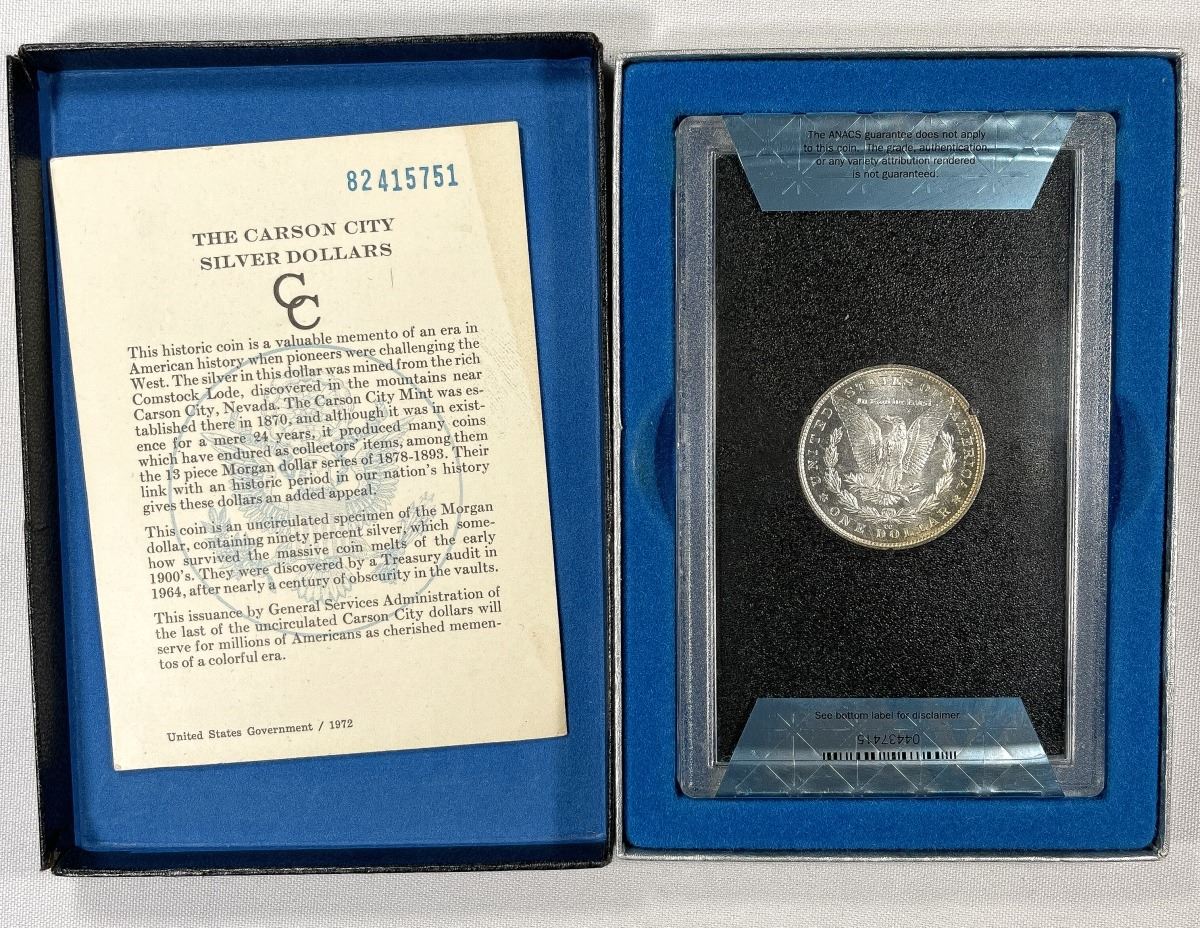 82415751
THE CARSON CITY
SILVER DOLLARS
CC
This historic coin is a valuable memento of an era in
American history when pioneers were challenging the
West. The silver in this dollar was mined from the rich
Comstock Lode, discovered in the mountains near
Carson City, Nevada. The Carson City Mint was es-
tablished there in 1870, and although it was in exist-
ence for a mere 24 years, it produced many coins
which have endured as collectors' items, among them
the 13 piece Morgan dollar series of 1878-1893. Their
link with an historic period in our nation's history
gives these dollars an added appeal.
This coin is an uncirculated specimen of the Morgan
dollar, containing ninety percent silver, which some-
how survived the massive coin melts of the early
1900's. They were discovered by a Treasury audit in
1964, after nearly a century of obscurity in the vaults.
This issuance by General Services Administration of
the last of the uncirculated Carson City dollars will
serve for millions of Americans as cherished memen-
tos of a colorful era.
United States Government / 1972
The ANACS guarantee does not apply
to this coin. The grade, authentication,
or any variety attribution rendered
is not guaranteed.
UNITED STATES OF AMERICA
In God we trust
CC
ONE DOLLAR
See bottom label for disclaimer
04437415